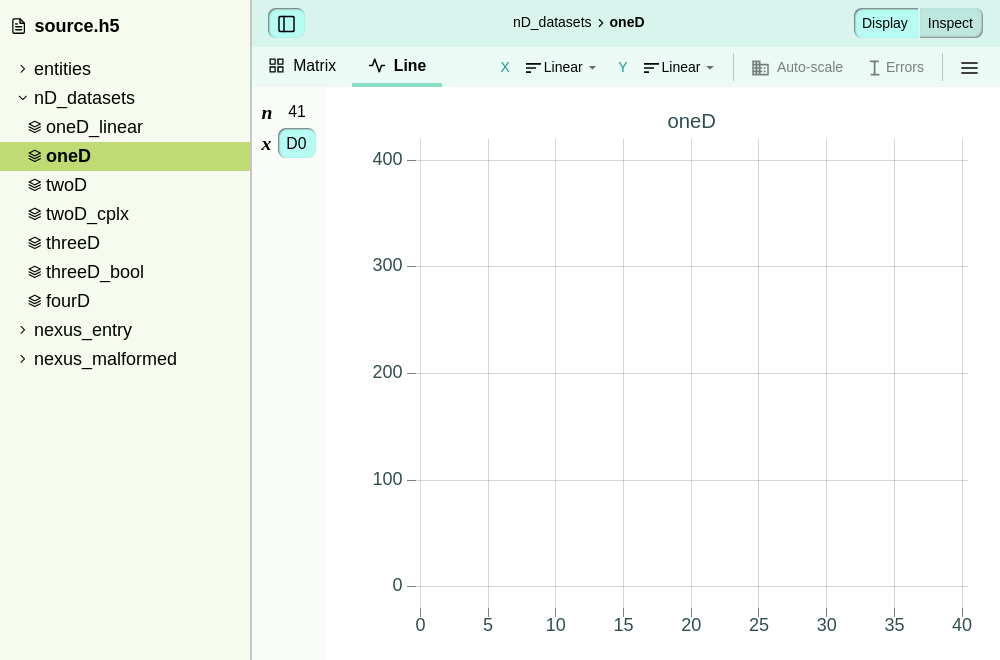 source.h5
entities
nD_datasets
oneD_linear
oneD
twoD
twoD_cplx
threeD
threeD_bool
fourD
nexus_entry
nexus_malformed
nD_datasets oneD
Display Inspect
Matrix Line X Linear Y Linear Auto-scale Errors
n 41
x D0
oneD
400
300
200
100
0
0 5 10 15 20 25 30 35 40